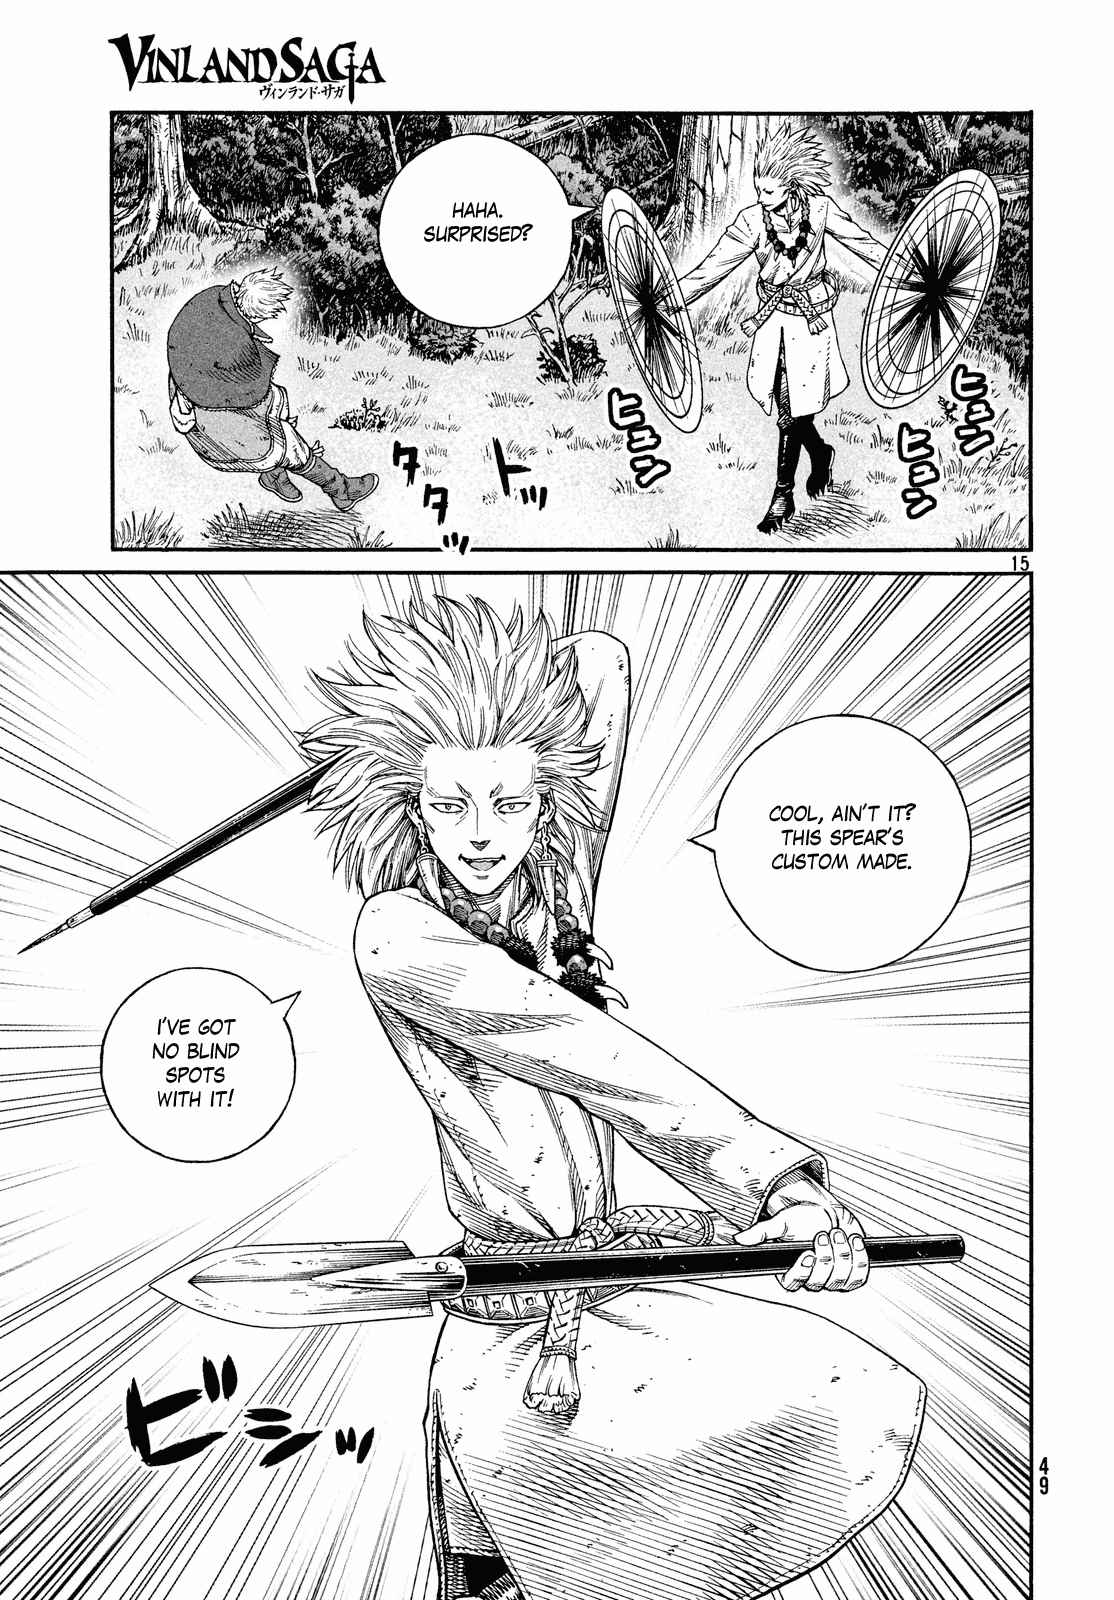 VINLAND SAGA
ヴィンランド・サガ
HAHA.
SURPRISED?
ヒュン
ヒュン
ヒュン
トッ
タタタッ
15
COOL, AIN'T IT?
THIS SPEAR'S
CUSTOM MADE.
I'VE GOT
NO BLIND
SPOTS
WITH IT!
ビシッ
49